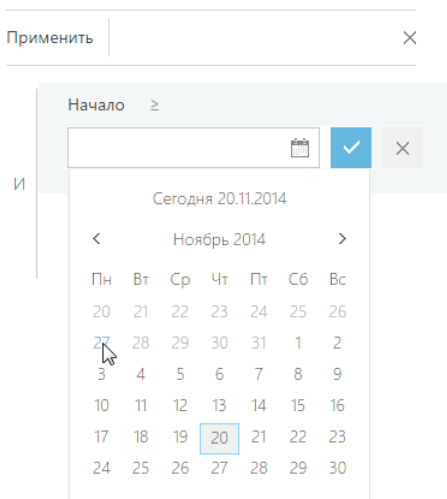 Применить
Начало ≥
И
Сегодня 20.11.2014
Ноябрь 2014
Пн Вт Ср Чт Пт Сб Вс
20 21 22 23 24 25 26
27 28 29 30 31 1 2
3 4 5 6 7 8 9
10 11 12 13 14 15 16
17 18 19 20 21 22 23
24 25 26 27 28 29 30